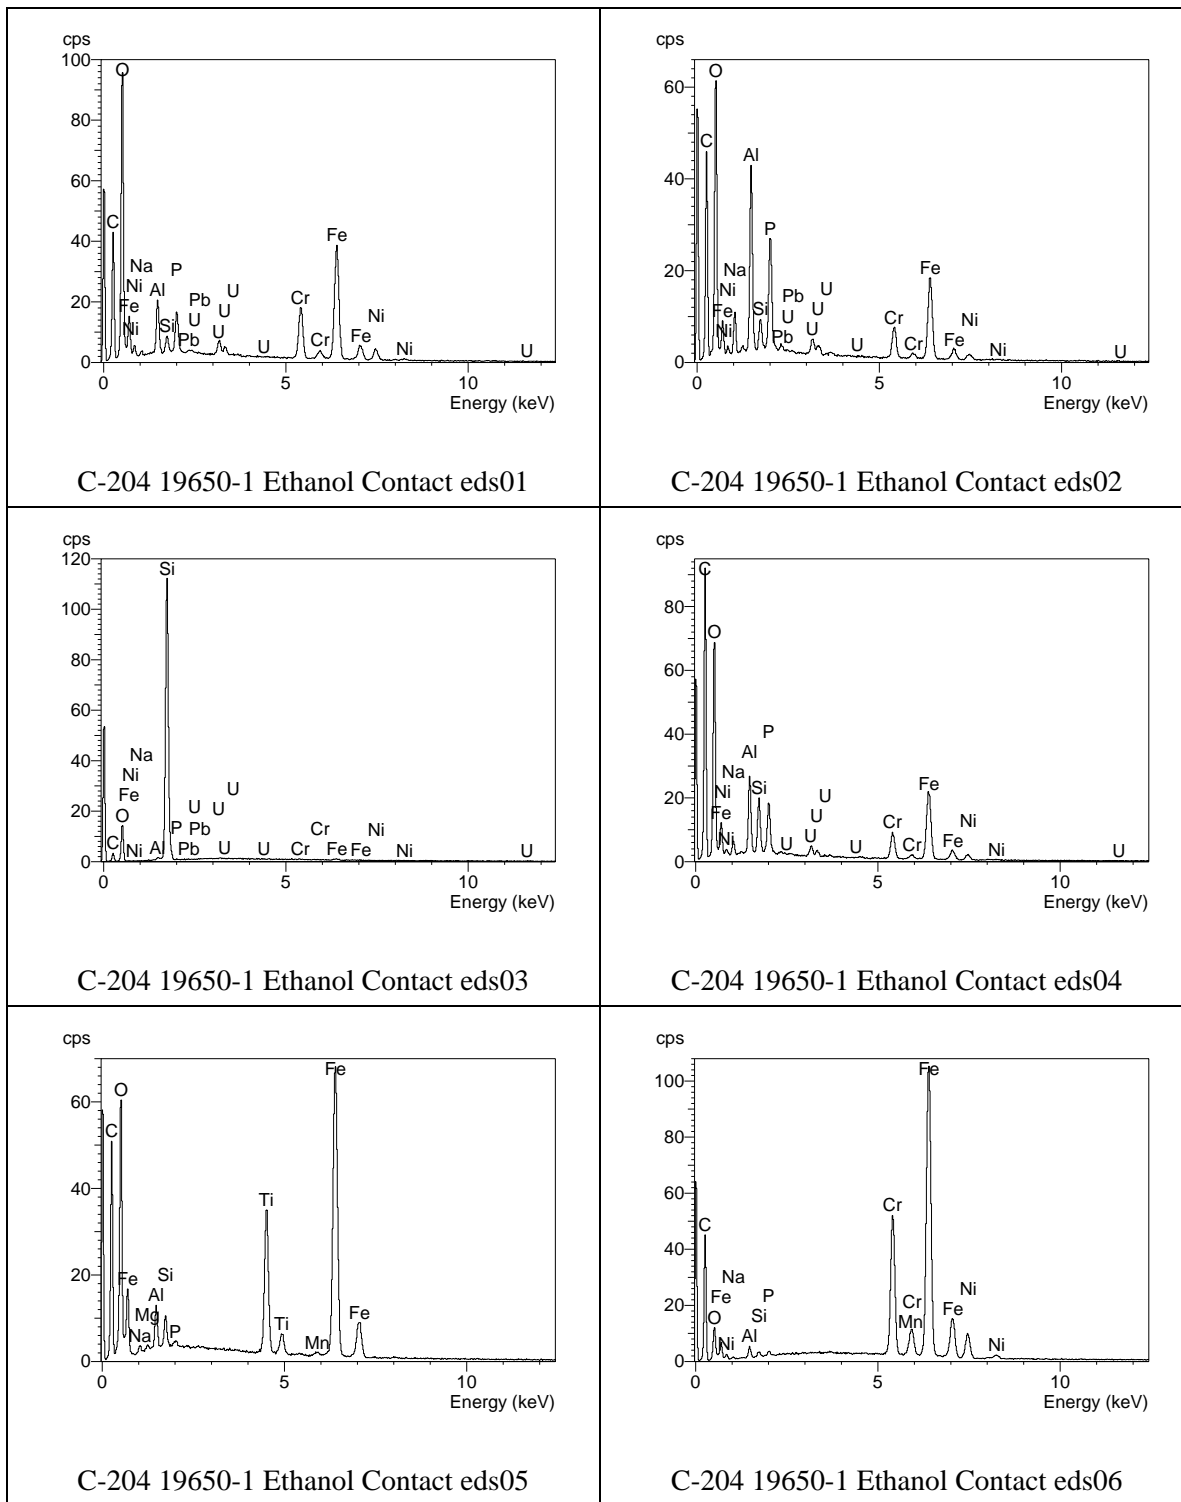 cps
100
80
60
40
20
0
O
C
Na
Ni
Fe
Ni
Al
P
Si
Pb
U
Pb
U
U
U
U
Cr
Cr
Fe
Fe
Ni
Ni
U
0 5 10
Energy (keV)
C-204 19650-1 Ethanol Contact eds01
cps
60
40
20
0
O
C
Al
P
Na
Ni
Fe
Ni
Si
Pb
U
Pb
U
U
U
U
Cr
Cr
Fe
Fe
Ni
Ni
U
0 5 10
Energy (keV)
C-204 19650-1 Ethanol Contact eds02
cps
120
100
80
60
40
20
0
Si
Na
Ni
Fe
O
C
Ni
Al
P
U
Pb
Pb
U
U
U
U
Cr
Cr
Fe
Fe
Ni
Ni
U
0 5 10
Energy (keV)
C-204 19650-1 Ethanol Contact eds03
cps
80
60
40
20
0
C
O
P
Al
Na
Ni
Si
Fe
Ni
U
U
U
U
U
Cr
Cr
Fe
Fe
Ni
Ni
U
0 5 10
Energy (keV)
C-204 19650-1 Ethanol Contact eds04
cps
60
40
20
0
O
C
Fe
Si
Al
Mg
Na
P
Ti
Ti
Mn
Fe
Fe
0 5 10
Energy (keV)
C-204 19650-1 Ethanol Contact eds05
cps
100
80
60
40
20
0
C
Na
Fe
O
Ni
P
Si
Al
Cr
Cr
Mn
Fe
Fe
Ni
Ni
0 5 10
Energy (keV)
C-204 19650-1 Ethanol Contact eds06